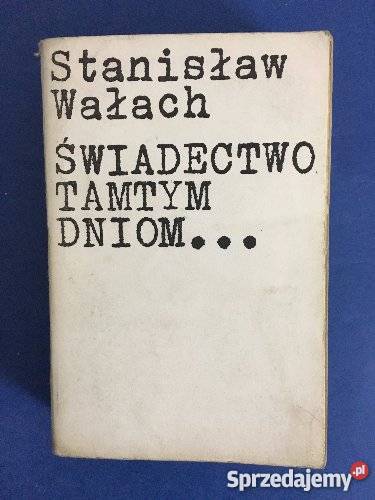 Stanisław
Wałach
ŚWIADECTWO
TAMTYM
DNIOM...
Sprzedajemy.pl